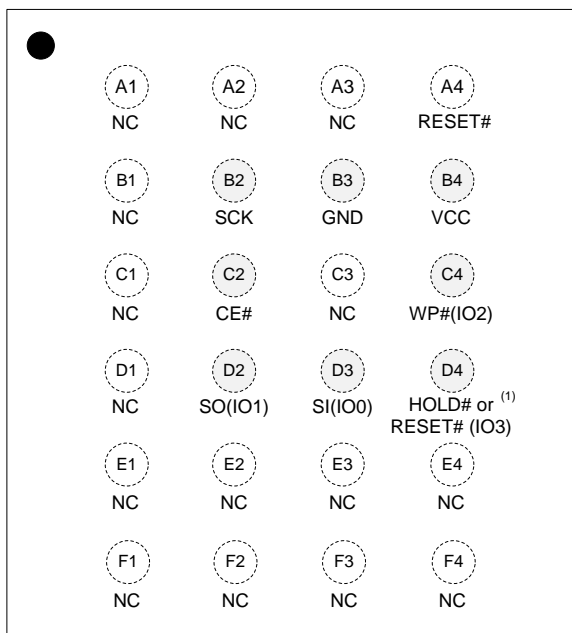 A1 A2 A3 A4
NC NC NC RESET#
B1 B2 B3 B4
NC SCK GND VCC
C1 C2 C3 C4
NC CE# NC WP#(IO2)
D1 D2 D3 D4
NC SO(IO1) SI(IO0) HOLD# or (1)
RESET# (IO3)
E1 E2 E3 E4
NC NC NC NC
F1 F2 F3 F4
NC NC NC NC